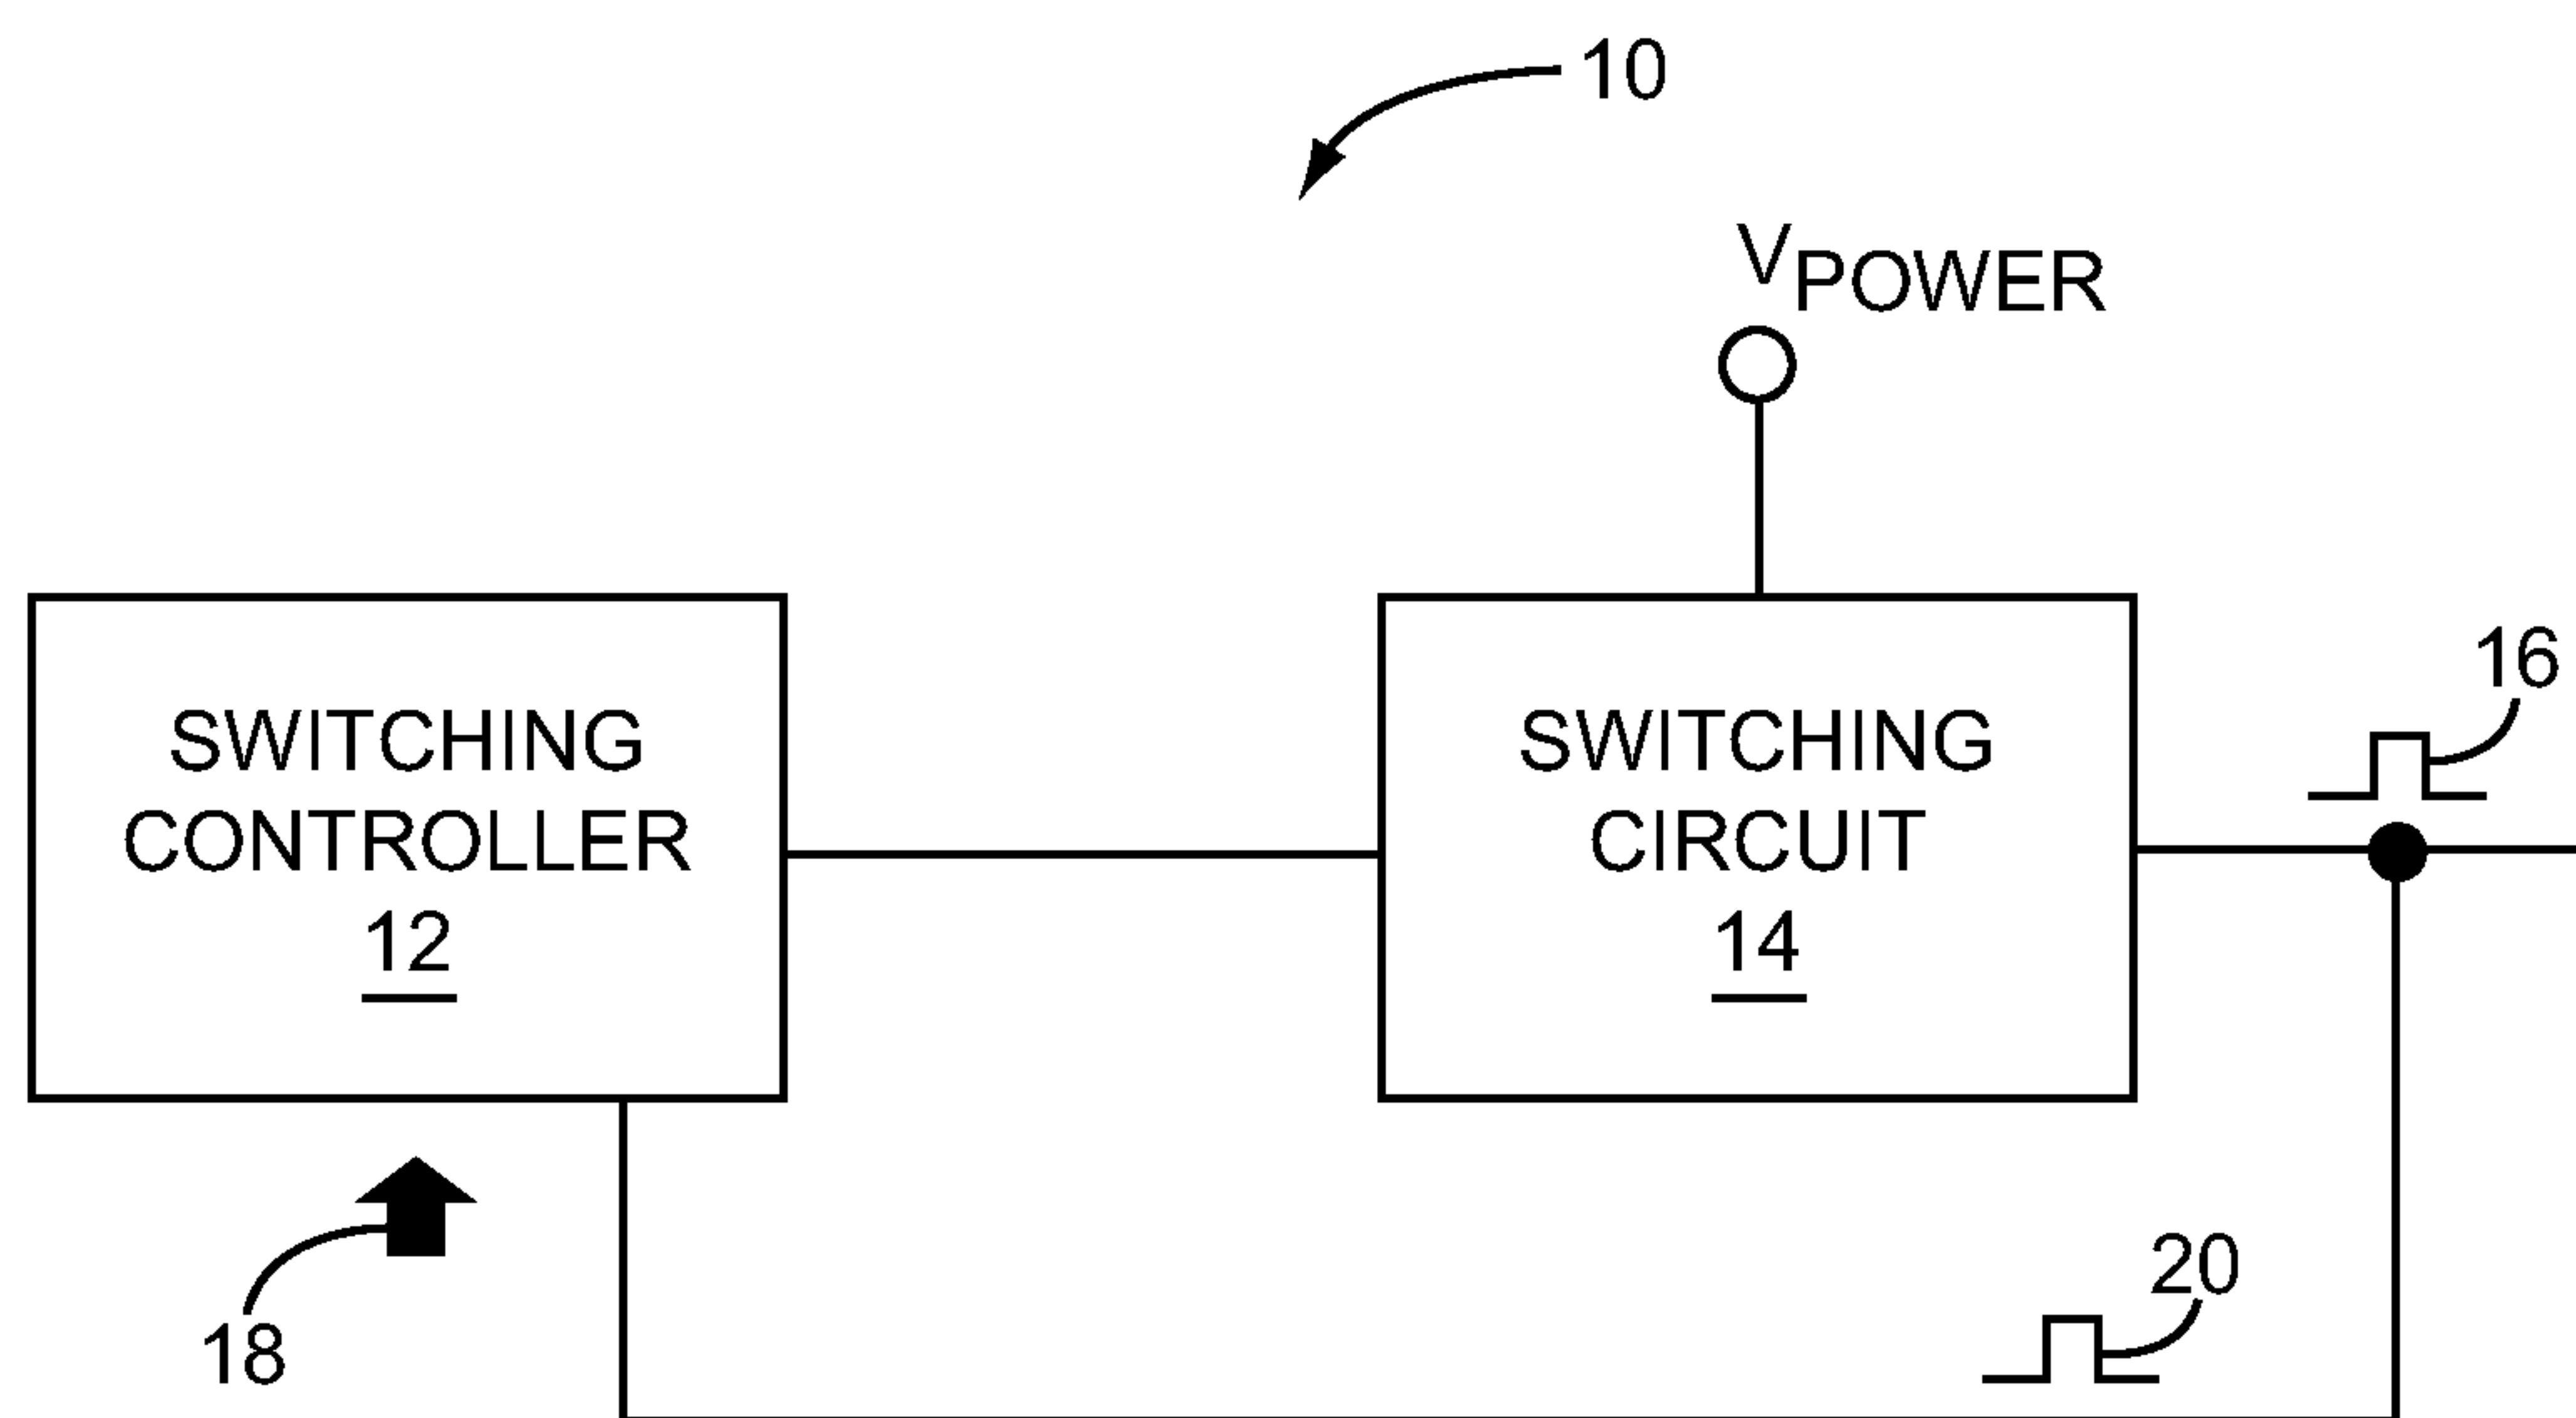 10
VPOWER
SWITCHING
CONTROLLER
12
SWITCHING
CIRCUIT
14
16
18
20